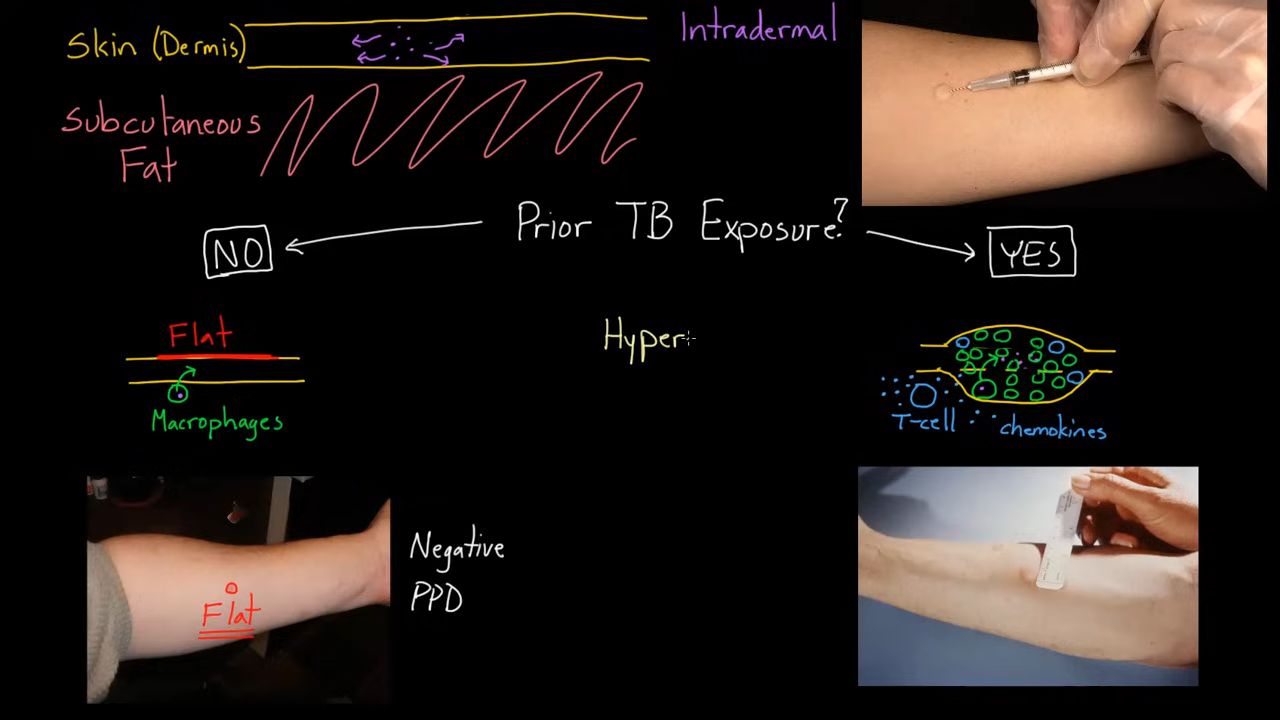 Skin (Dermis)
Intradermal
Subcutaneous
Fat
Prior TB Exposure?
NO
YES
Flat
Hyper
Macrophages
T-cell
chemokines
Negative
PPD
Flat